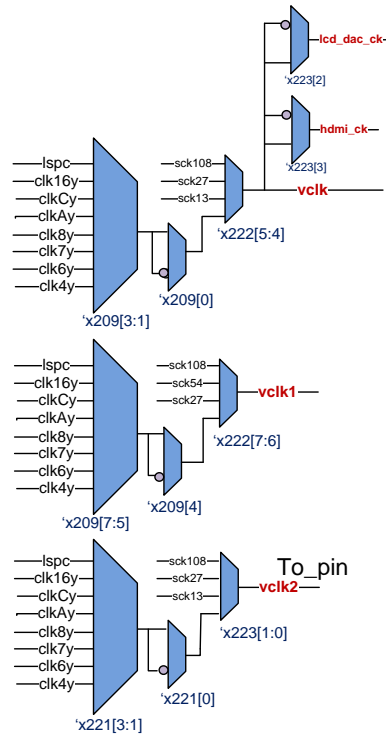 lcd_dac_ck
'x223[2]
hdmi_ck
'x223[3]
lspc
clk16y
clkCy
clkAy
clk8y
clk7y
clk6y
clk4y
sck108
sck27
sck13
vclk
'x222[5:4]
'x209[0]
'x209[3:1]
lspc
clk16y
clkCy
clkAy
clk8y
clk7y
clk6y
clk4y
sck108
sck54
sck27
vclk1
'x222[7:6]
'x209[4]
'x209[7:5]
lspc
clk16y
clkCy
clkAy
clk8y
clk7y
clk6y
clk4y
sck108
sck27
sck13
To_pin
vclk2
'x223[1:0]
'x221[0]
'x221[3:1]